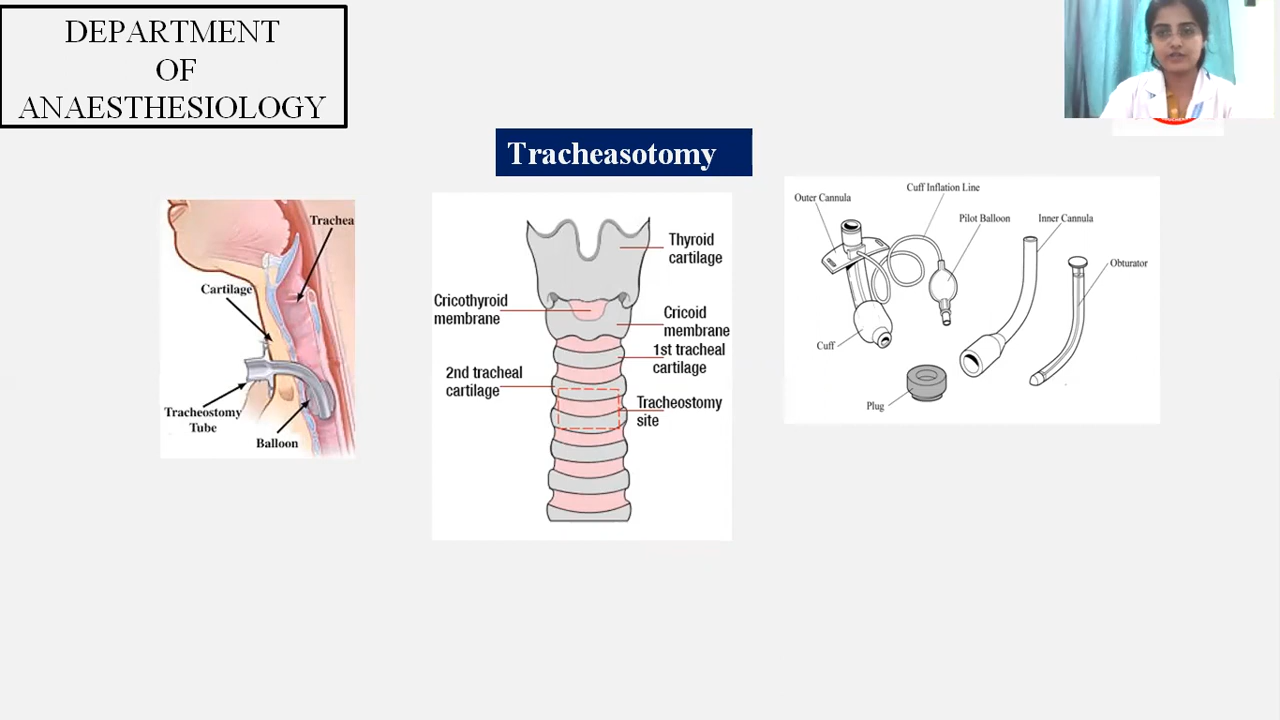 DEPARTMENT
OF
ANAESTHESIOLOGY
Tracheasotomy
Trachea
Cartilage
Tracheostomy
Tube
Balloon
Thyroid
cartilage
Cricothyroid
membrane
Cricoid
membrane
1st tracheal
cartilage
2nd tracheal
cartilage
Tracheostomy
site
Cuff Inflation Line
Outer Cannula
Pilot Balloon
Inner Cannula
Obturator
Cuff
Plug